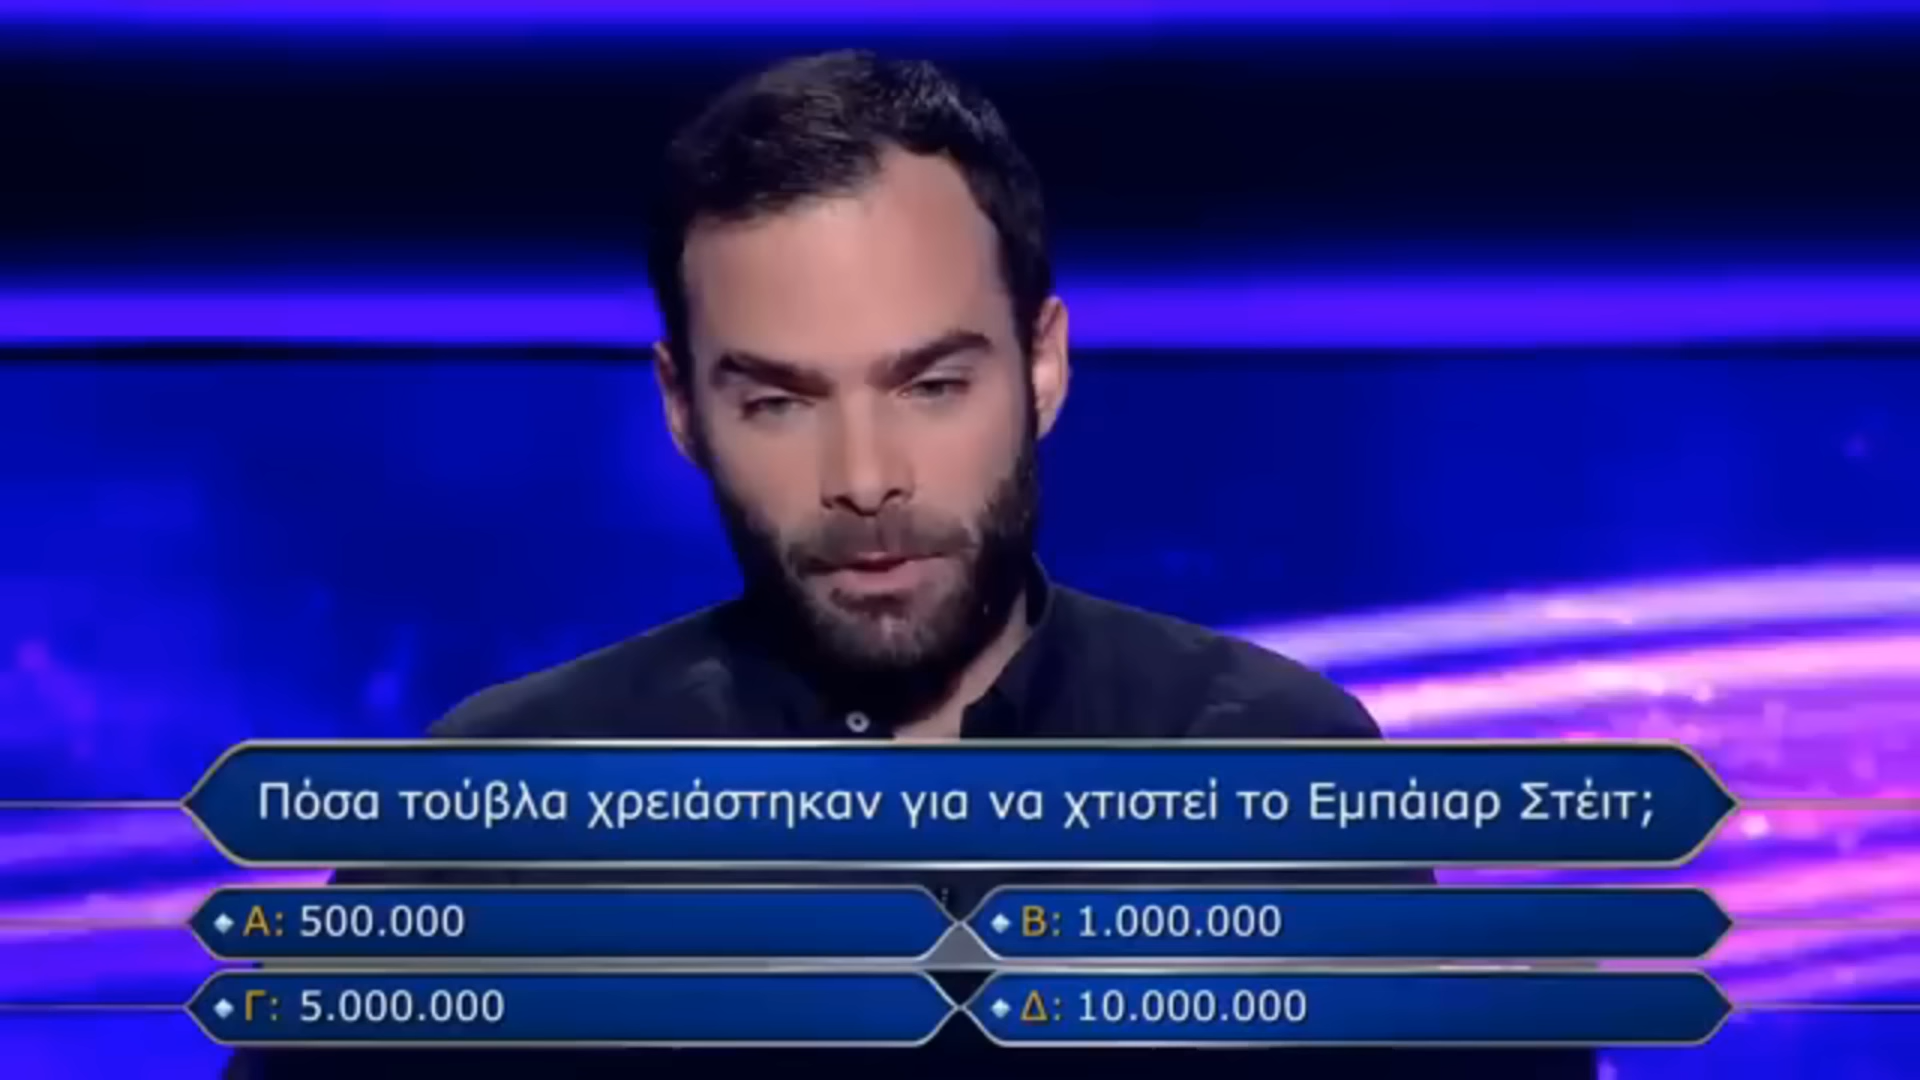 Πόσα τούβλα χρειάστηκαν για να χτιστεί το Εμπάιαρ Στέιτ;
Α: 500.000
Β: 1.000.000
Γ: 5.000.000
Δ: 10.000.000